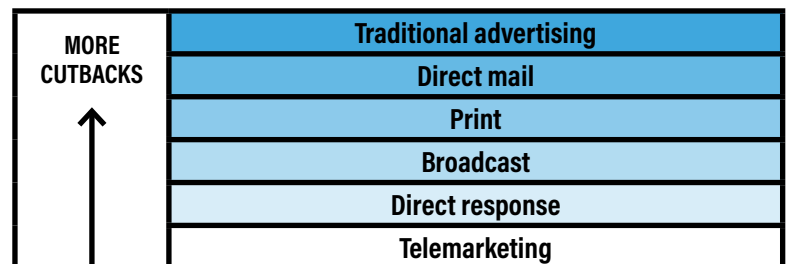 MORE
CUTBACKS
Traditional advertising
Direct mail
Print
Broadcast
Direct response
Telemarketing